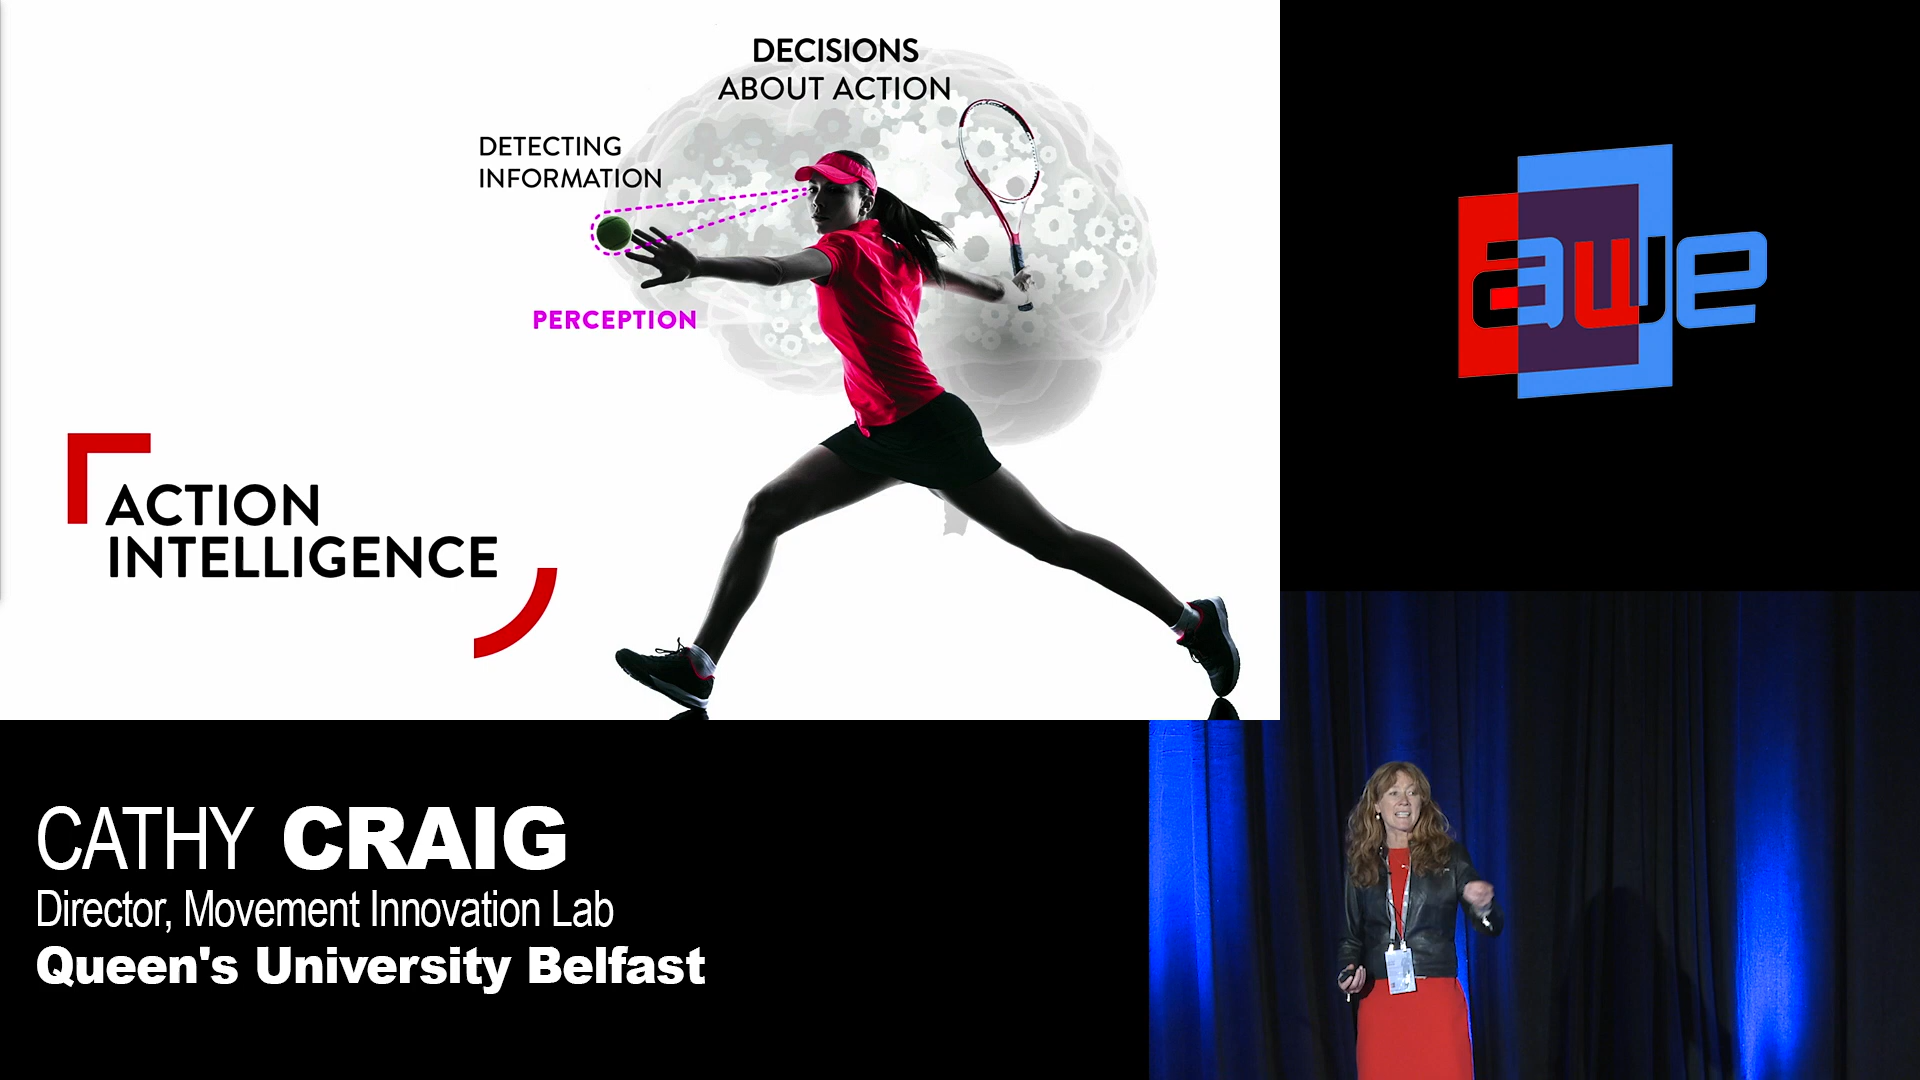 DECISIONS
ABOUT ACTION
DETECTING
INFORMATION
PERCEPTION
ACTION
INTELLIGENCE
awe
CATHY CRAIG
Director, Movement Innovation Lab
Queen's University Belfast